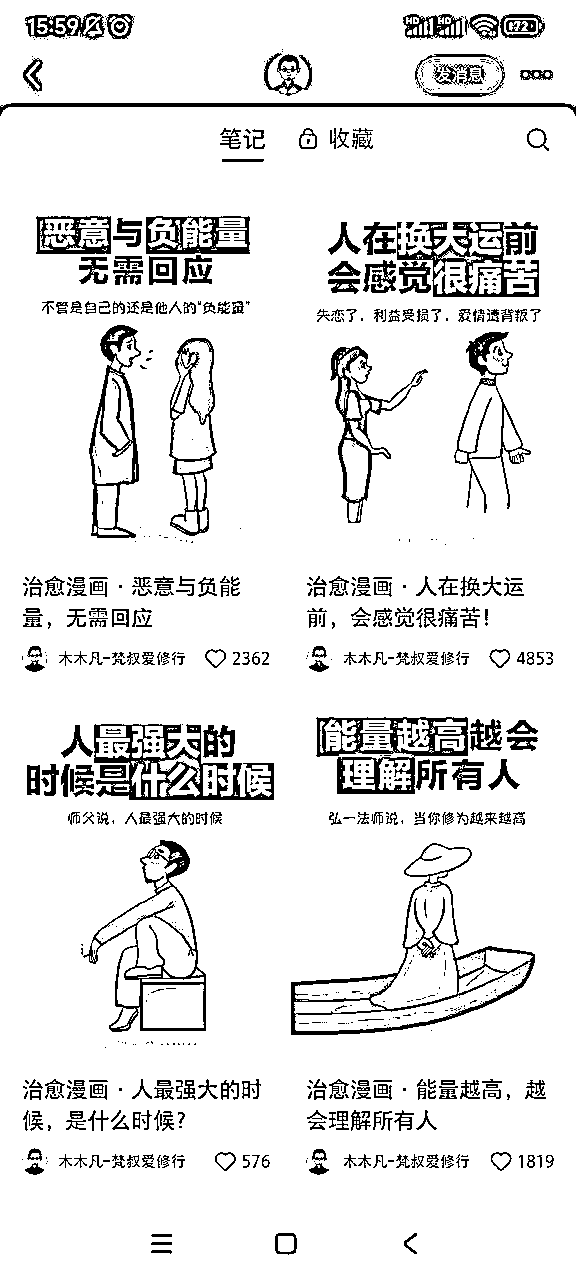 15:59
HD HD 72
发消息
笔记 收藏
恶意与负能量
无需回应
不管是自己的还是他人的“负能量”
人在换大运前
会感觉很痛苦
失恋了，利益受损了，爱情遭背叛了
治愈漫画·恶意与负能
量，无需回应
木木凡-梵叔爱修行 2362
治愈漫画·人在换大运
前，会感觉很痛苦！
木木凡-梵叔爱修行 4853
人最强大的
时候是什么时候
师父说，人最强大的时候
能量越高越会
理解所有人
弘一法师说，当你修为越来越高
治愈漫画·人最强大的时
候，是什么时候？
木木凡-梵叔爱修行 576
治愈漫画·能量越高，越
会理解所有人
木木凡-梵叔爱修行 1819